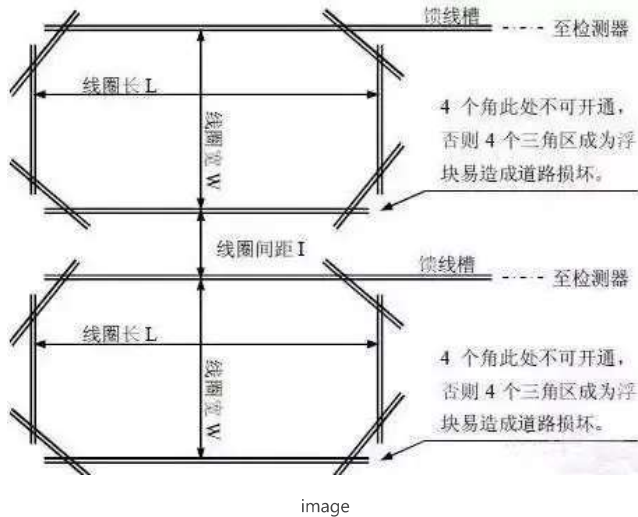 馈线槽
至检测器
线圈长 L
4 个角此处不可开通，
否则 4 个三角区成为浮
块易造成道路损坏。
线圈宽 W
线圈间距 I
馈线槽
至检测器
线圈长 L
4 个角此处不可开通，
否则 4 个三角区成为浮
块易造成道路损坏。
线圈宽 W
image